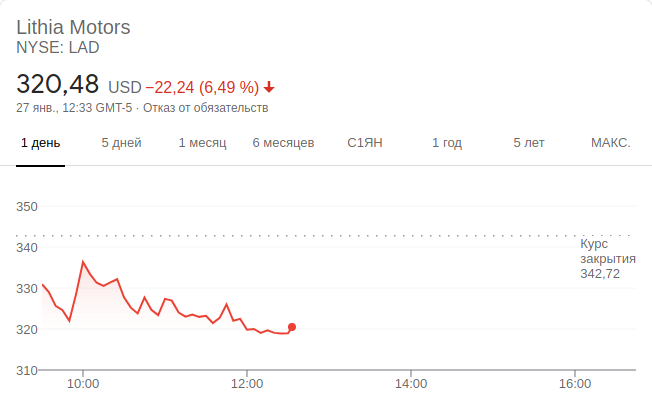 Lithia Motors
NYSE: LAD
320,48 USD −22,24 (6,49 %)
27 янв., 12:33 GMT-5 · Отказ от обязательств
1 день 5 дней 1 месяц 6 месяцев С1ЯН 1 год 5 лет МАКС.
350
340
330
320
310
Курс
закрытия
342,72
10:00 12:00 14:00 16:00